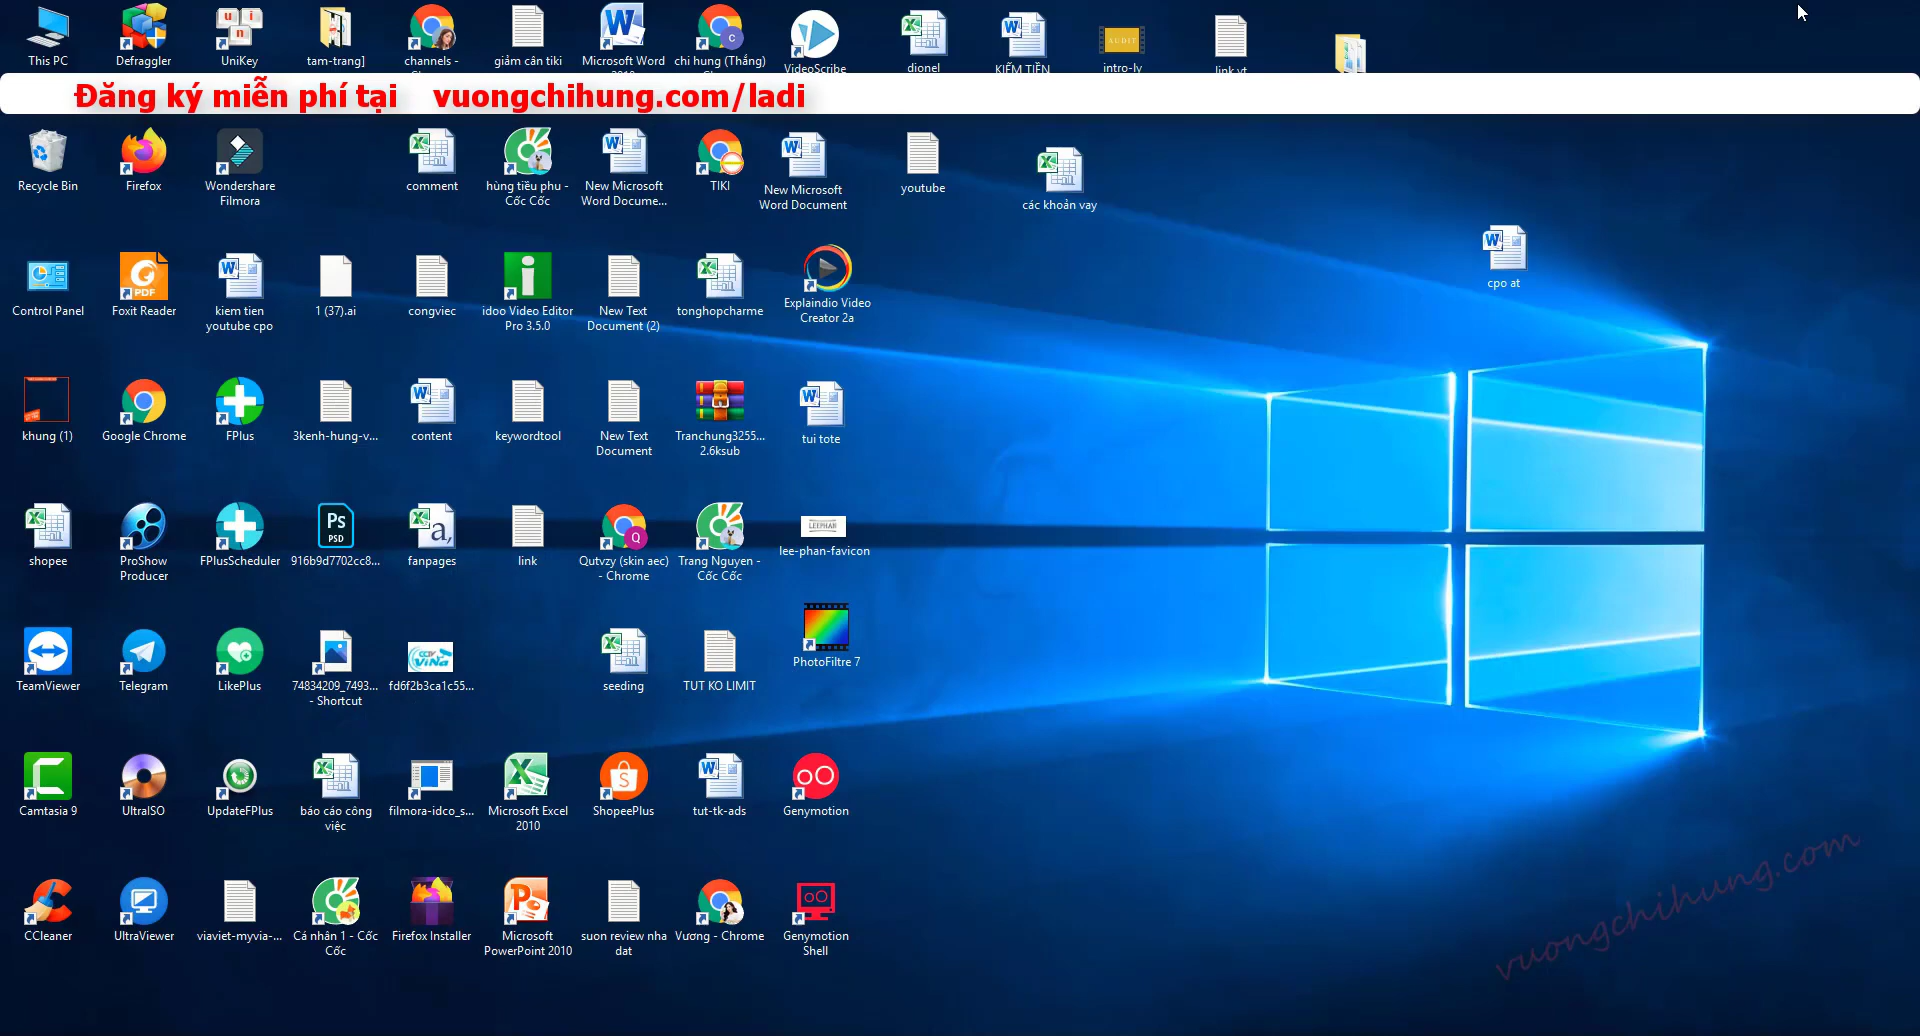 This PC
Defraggler
UniKey
tam-trang]
channels -
giảm cân tiki
Microsoft Word
chi hung (Thắng)
VideoScribe
dionel
KIẾM TIỀN
intro-ly
link yt
Đăng ký miễn phí tại vuongchihung.com/ladi
Recycle Bin
Firefox
Wondershare
Filmora
comment
hùng tiều phu -
Cốc Cốc
New Microsoft
Word Docume...
TIKI
New Microsoft
Word Document
youtube
các khoản vay
cpo at
Control Panel
Foxit Reader
kiem tien
youtube cpo
1 (37).ai
congviec
idoo Video Editor
Pro 3.5.0
New Text
Document (2)
tonghopcharme
Explaindio Video
Creator 2a
khung (1)
Google Chrome
FPlus
3kenh-hung-v...
content
keywordtool
New Text
Document
Tranchung3255...
2.6ksub
tui tote
shopee
ProShow
Producer
FPlusScheduler
916b9d7702cc8...
fanpages
link
Qutvzy (skin aec)
- Chrome
Trang Nguyen -
Cốc Cốc
LEEPHAN
lee-phan-favicon
TeamViewer
Telegram
LikePlus
74834209_7493...
- Shortcut
fd6f2b3ca1c55...
seeding
TUT KO LIMIT
PhotoFiltre 7
Camtasia 9
UltraISO
UpdateFPlus
báo cáo công
việc
filmora-idco_s...
Microsoft Excel
2010
ShopeePlus
tut-tk-ads
Genymotion
CCleaner
UltraViewer
viaviet-myvia-...
Cá nhân 1 - Cốc
Cốc
Firefox Installer
Microsoft
PowerPoint 2010
suon review nha
dat
Vương - Chrome
Genymotion
Shell
vuongchihung.com